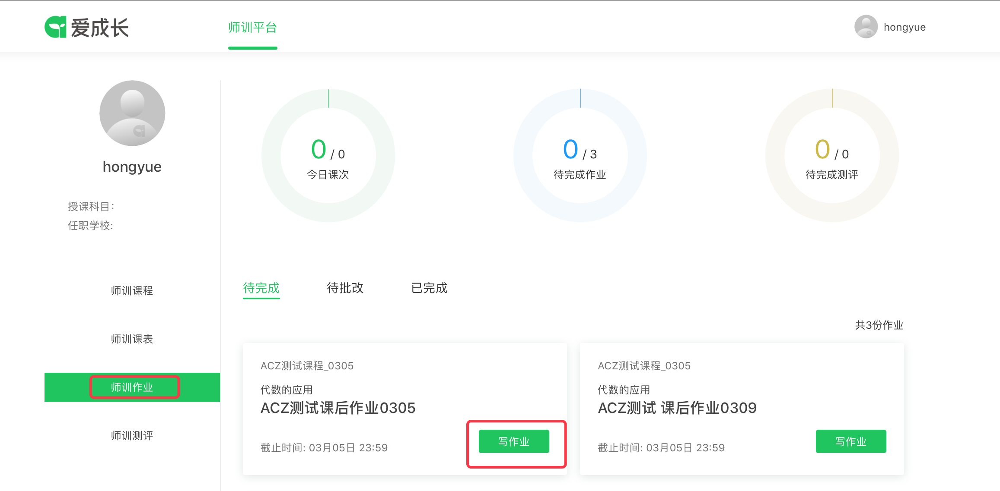 爱成长
师训平台
hongyue
hongyue
授课科目:
任职学校:
师训课程
师训课表
师训作业
师训测评
0 / 0
今日课次
0 / 3
待完成作业
0 / 0
待完成测评
待完成
待批改
已完成
共3份作业
ACZ测试课程_0305
代数的应用
ACZ测试课后作业0305
截止时间: 03月05日 23:59
写作业
ACZ测试课程_0305
代数的应用
ACZ测试 课后作业0309
截止时间: 03月05日 23:59
写作业